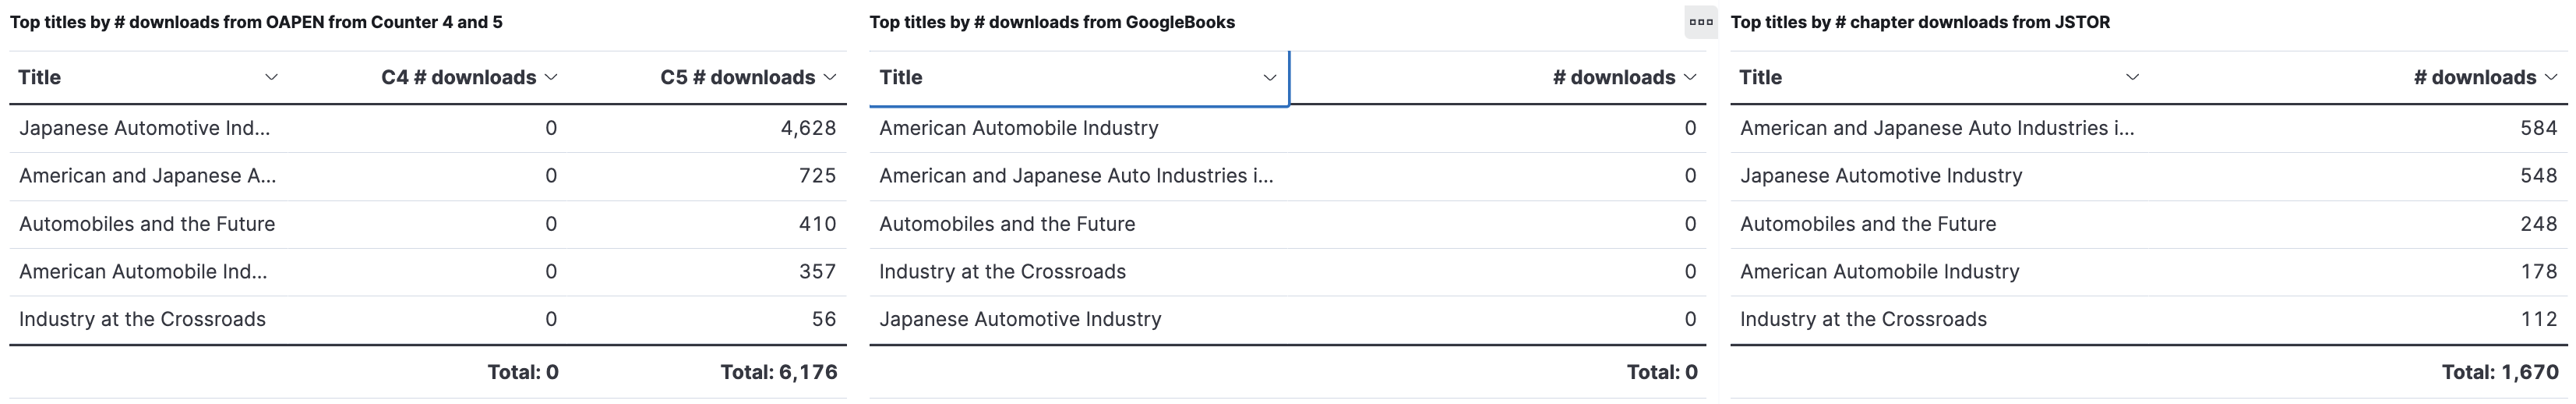 Top titles by # downloads from OAPEN from Counter 4 and 5
Title C4 # downloads C5 # downloads
Japanese Automotive Ind... 0 4,628
American and Japanese A... 0 725
Automobiles and the Future 0 410
American Automobile Ind... 0 357
Industry at the Crossroads 0 56
Total: 0 Total: 6,176
Top titles by # downloads from GoogleBooks
Title # downloads
American Automobile Industry 0
American and Japanese Auto Industries i... 0
Automobiles and the Future 0
Industry at the Crossroads 0
Japanese Automotive Industry 0
Total: 0
Top titles by # chapter downloads from JSTOR
Title # downloads
American and Japanese Auto Industries i... 584
Japanese Automotive Industry 548
Automobiles and the Future 248
American Automobile Industry 178
Industry at the Crossroads 112
Total: 1,670